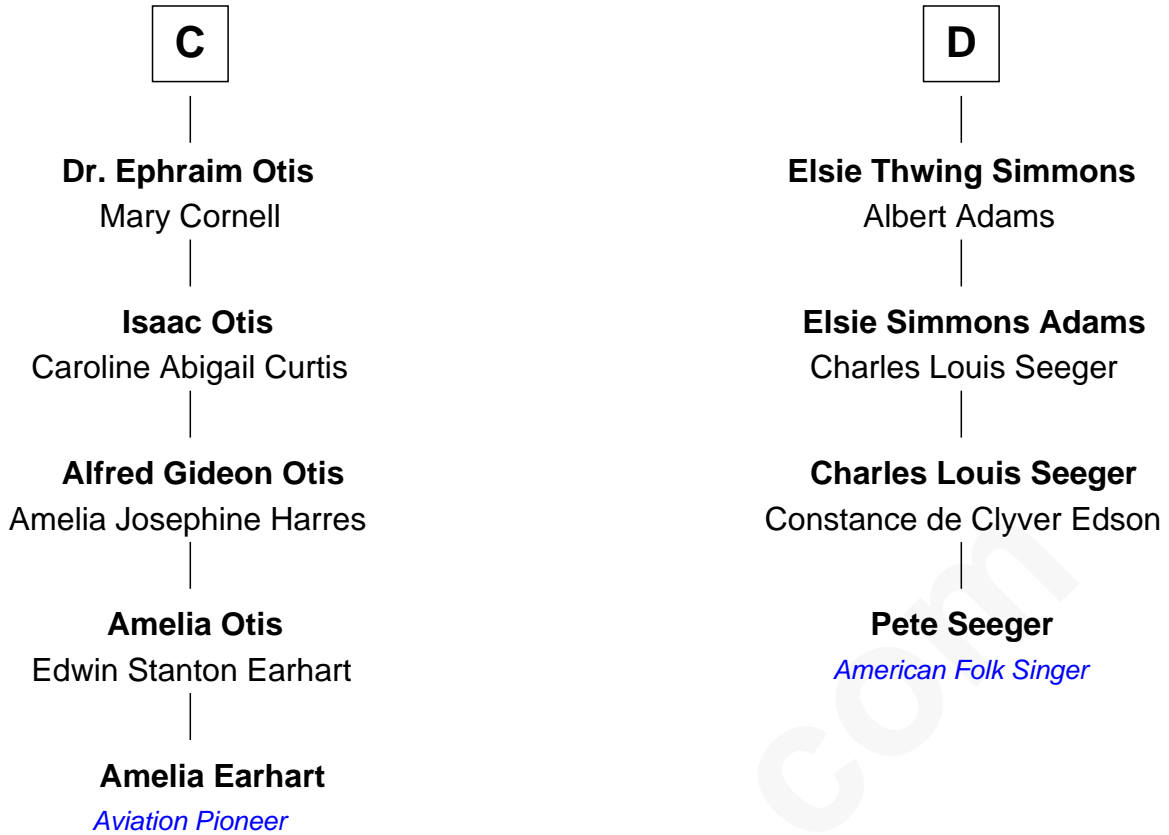 C
Dr. Ephraim Otis
Mary Cornell
Isaac Otis
Caroline Abigail Curtis
Alfred Gideon Otis
Amelia Josephine Harres
Amelia Otis
Edwin Stanton Earhart
Amelia Earhart
Aviation Pioneer
D
Elsie Thwing Simmons
Albert Adams
Elsie Simmons Adams
Charles Louis Seeger
Charles Louis Seeger
Constance de Clyver Edson
Pete Seeger
American Folk Singer
com